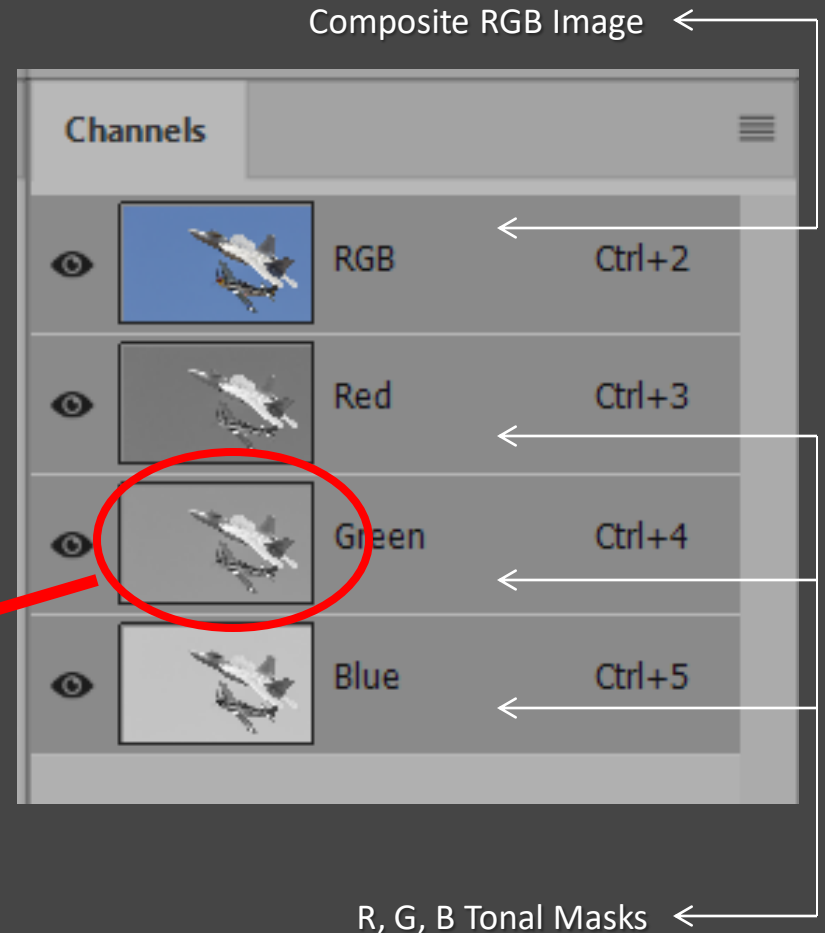 Composite RGB Image
Channels
RGB Ctrl+2
Red Ctrl+3
Green Ctrl+4
Blue Ctrl+5
R, G, B Tonal Masks